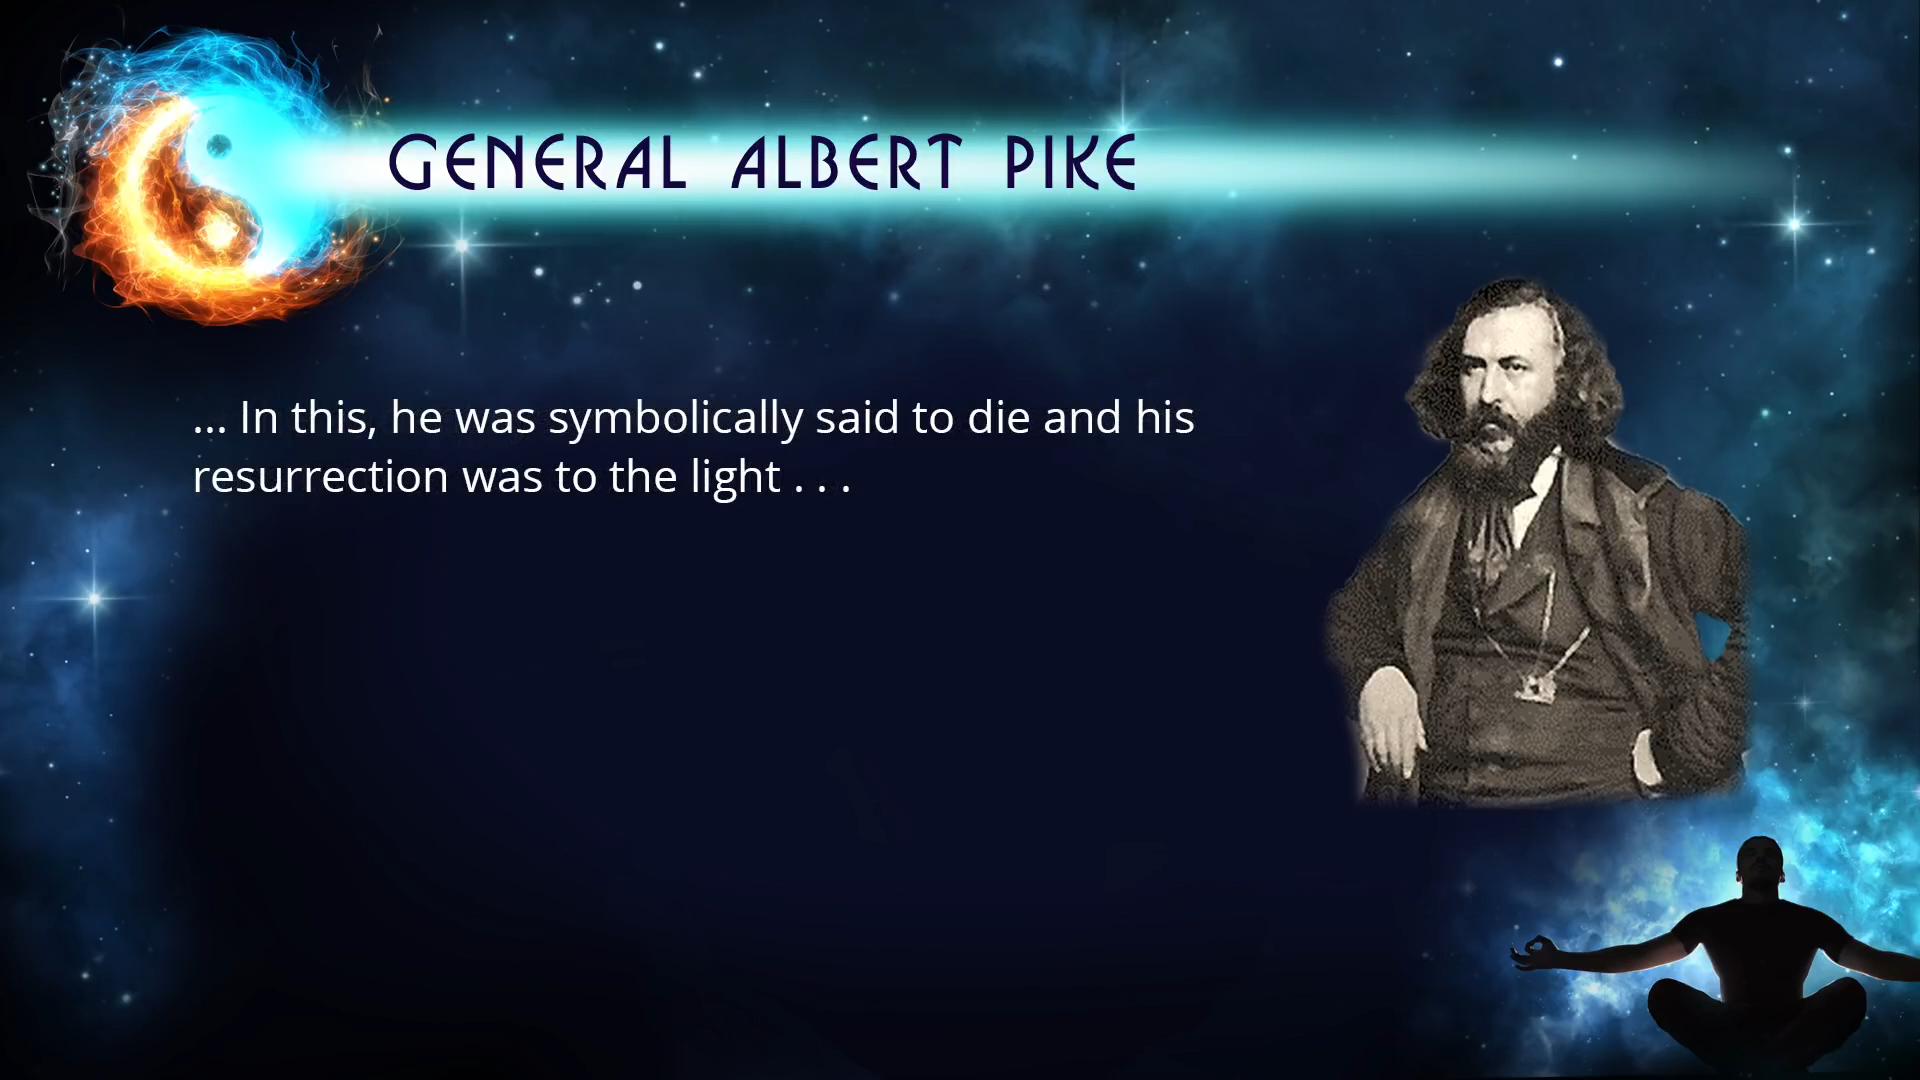 GENERAL ALBERT PIKE
... In this, he was symbolically said to die and his
resurrection was to the light . . .